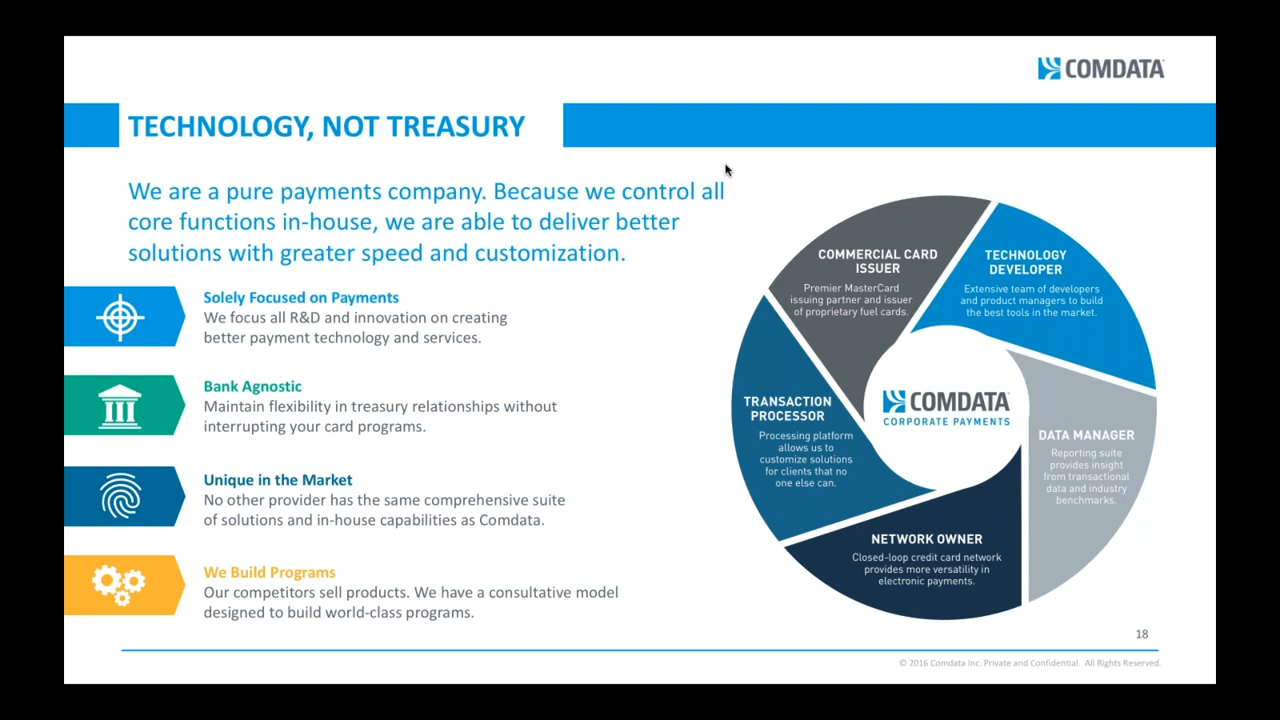 COMDATA
TECHNOLOGY, NOT TREASURY
We are a pure payments company. Because we control all
core functions in-house, we are able to deliver better
solutions with greater speed and customization.
Solely Focused on Payments
We focus all R&D and innovation on creating
better payment technology and services.
Bank Agnostic
Maintain flexibility in treasury relationships without
interrupting your card programs.
Unique in the Market
No other provider has the same comprehensive suite
of solutions and in-house capabilities as Comdata.
We Build Programs
Our competitors sell products. We have a consultative model
designed to build world-class programs.
COMMERCIAL CARD
ISSUER
Premier MasterCard
issuing partner and issuer
of proprietary fuel cards.
TECHNOLOGY
DEVELOPER
Extensive team of developers
and product managers to build
the best tools in the market.
TRANSACTION
PROCESSOR
Processing platform
allows us to
customize solutions
for clients that no
one else can.
COMDATA
CORPORATE PAYMENTS
DATA MANAGER
Reporting suite
provides insight
from transactional
data and industry
benchmarks.
NETWORK OWNER
Closed-loop credit card network
provides more versatility in
electronic payments.
18
© 2016 Comdata Inc. Private and Confidential. All Rights Reserved.